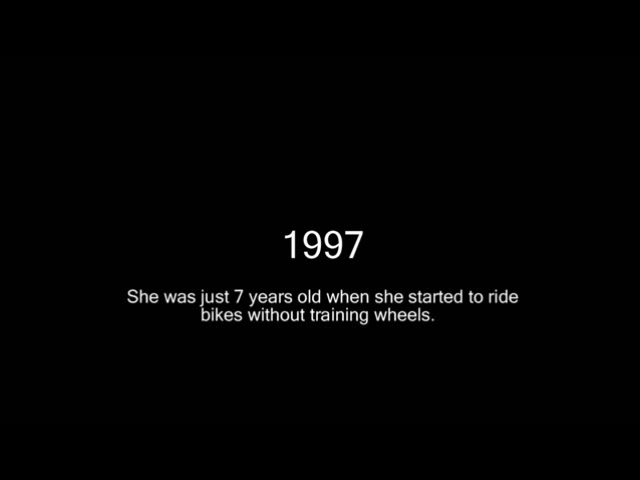 1997
She was just 7 years old when she started to ride
bikes without training wheels.